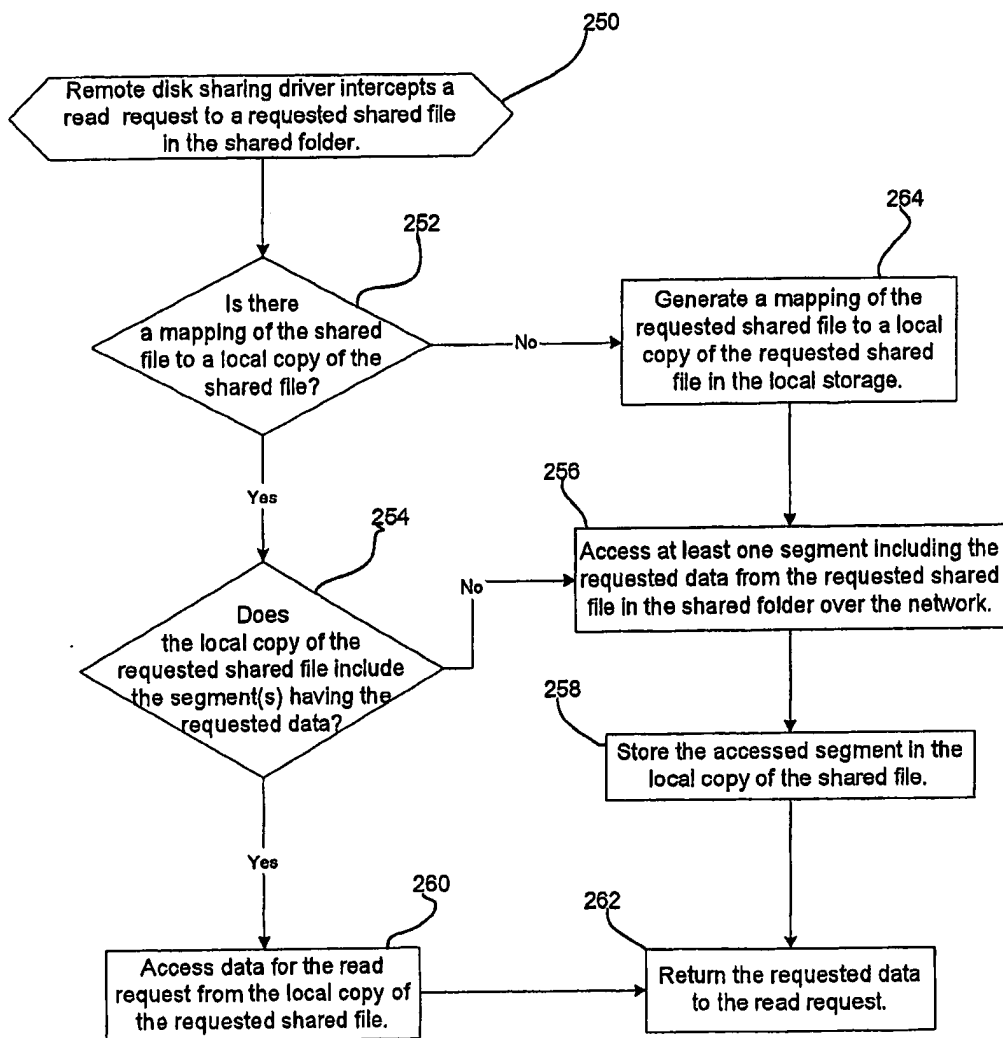 250
Remote disk sharing driver intercepts a
read request to a requested shared file
in the shared folder.
252
Is there
a mapping of the shared
file to a local copy of the
shared file?
No
264
Generate a mapping of the
requested shared file to a local
copy of the requested shared
file in the local storage.
Yes
254
Does
the local copy of the
requested shared file include
the segment(s) having the
requested data?
No
256
Access at least one segment including the
requested data from the requested shared
file in the shared folder over the network.
258
Store the accessed segment in the
local copy of the shared file.
Yes
260
Access data for the read
request from the local copy of
the requested shared file.
262
Return the requested data
to the read request.